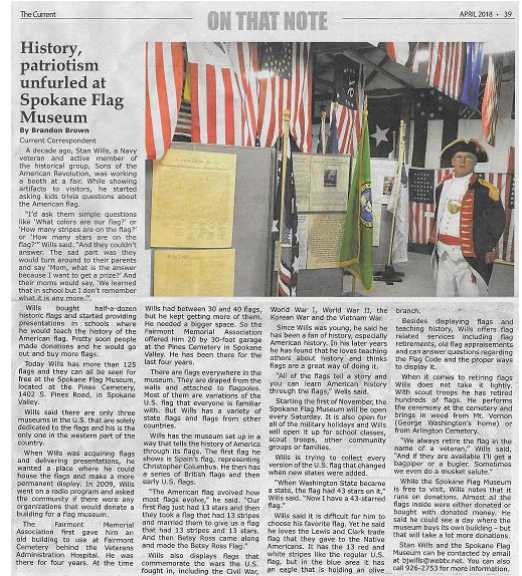 The Current
ON THAT NOTE
APRIL 2018 • 39
History,
patriotism
unfurled at
Spokane Flag
Museum
By Brandon Brown
Current Correspondent
A decade ago, Stan Wills, a Navy
veteran and active member of
the historical group, Sons of the
American Revolution, was working
a booth at a fair. While showing
artifacts to visitors, he started
asking kids trivia questions about
the American flag.
"I'd ask them simple questions
like 'What colors are our flag?' or
'How many stripes are on the flag?'
or 'How many stars are on the
flag?'" Wills said. "And they couldn't
answer. The sad part was they
would turn around to their parents
and say 'Mom, what is the answer
because I want to get a prize?' And
their moms would say, 'We learned
that in school but I don't remember
what it is any more.'"
Wills bought half-a-dozen
historic flags and started providing
presentations in schools where
he would teach the history of the
American flag. Pretty soon people
made donations and he would go
out and buy more flags.
Today Wills has more than 125
flags and they can all be seen for
free at the Spokane Flag Museum,
located at the Pines Cemetery,
1402 S. Pines Road, in Spokane
Valley.
Wills said there are only three
museums in the U.S. that are solely
dedicated to the flags and his is the
only one in the western part of the
country.
When Wills was acquiring flags
and delivering presentations, he
wanted a place where he could
house the flags and make a more
permanent display. In 2009, Wills
went on a radio program and asked
the community if there were any
organizations that would donate a
building for a flag museum.
The Fairmont Memorial
Association first gave him an
old building to use at Fairmont
Cemetery behind the Veterans
Administration Hospital. He was
there for four years. At the time
Wills had between 30 and 40 flags,
but he kept getting more of them.
He needed a bigger space. So the
Fairmont Memorial Association
offered him 20 by 30-foot garage
at the Pines Cemetery in Spokane
Valley. He has been there for the
last four years.
There are flags everywhere in the
museum. They are draped from the
walls and attached to flagpoles.
Most of them are variations of the
U.S. flag that everyone is familiar
with. But Wills has a variety of
state flags and flags from other
countries.
Wills has the museum set up in a
way that tells the history of America
through its flags. The first flag he
shows is Spain's flag, representing
Christopher Columbus. He then has
a series of British flags and then
early U.S. flags.
"The American flag evolved how
most flags evolve," he said. "Our
first flag just had 13 stars and then
they took a flag that had 13 stripes
and married them to give us a flag
that had 13 stripes and 13 stars.
And then Betsy Ross came along
and made the Betsy Ross Flag."
Wills also displays flags that
commemorate the wars the U.S.
fought in, including the Civil War,
World War I, World War II, the
Korean War and the Vietnam War.
Since Wills was young, he said he
has been a fan of history, especially
American history. In his later years
he has found that he loves teaching
others about history and thinks
flags are a great way of doing it.
"All of the flags tell a story and
you can learn American history
through the flags," Wills said.
Starting the first of November, the
Spokane Flag Museum will be open
every Saturday. It is also open for
all of the military holidays and Wills
will open it up for school classes,
scout troops, other community
groups or families.
Wills is trying to collect every
version of the U.S. flag that changed
when new states were added.
"When Washington State became
a state, the flag had 43 stars on it,"
Wills said. "Now I have a 43-starred
flag."
Wills said it is difficult for him to
choose his favorite flag. Yet he said
he loves the Lewis and Clark trade
flag that they gave to the Native
Americans. It has the 13 red and
white stripes like the regular U.S.
flag, but in the blue area it has
an eagle that is holding an olive
branch.
Besides displaying flags and
teaching history, Wills offers flag
related services including flag
retirements, old flag appraisements
and can answer questions regarding
the Flag Code and the proper ways
to display it.
When it comes to retiring flags
Wills does not take it lightly.
With scout troops he has retired
hundreds of flags. He performs
the ceremony at the cemetery and
brings in wood from Mt. Vernon
(George Washington's home) or
from Arlington Cemetery.
"We always retire the flag in the
name of a veteran," Wills said,
"And if they are available I'll get a
bagpiper or a bugler. Sometimes
we even do a musket salute."
While the Spokane Flag Museum
is free to visit, Wills notes that it
runs on donations. Almost all the
flags inside were either donated or
bought with donated money. He
said he could see a day where the
museum buys its own building – but
that will take a lot more donations.
Stan Wills and the Spokane Flag
Museum can be contacted by email
at bjwills@webtv.net. You can also
call 926-2753 for more information.